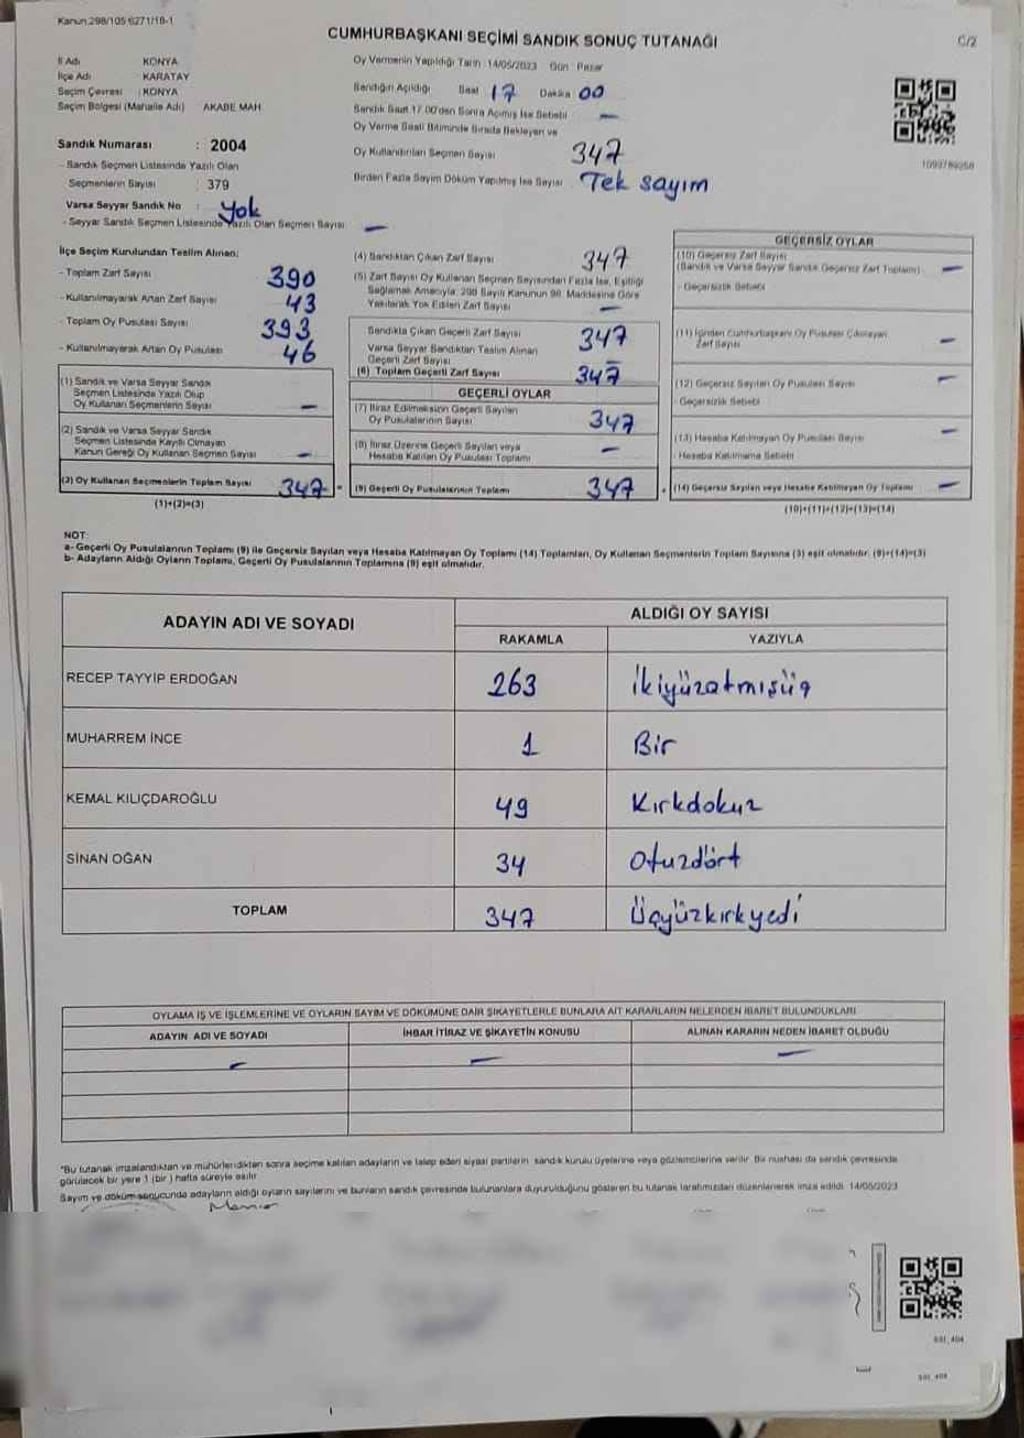 Kanun 298/105 6271/18-1
CUMHURBAŞKANI SEÇİMİ SANDIK SONUÇ TUTANAĞI
C/2
İl Adı KONYA
İlçe Adı KARATAY
Seçim Çevresi : KONYA
Seçim Bölgesi (Mahalle Adı) AKABE MAH.
Oy Vermenin Yapıldığı Tarih : 14/05/2023 Gün : Pazar
Sandığın Açıldığı Saat 17 Dakika 00
Sandık Saat 17.00'den Sonra Açılmış İse Sebebi –
Oy Verme Saati Bitiminde Sırada Bekleyen ve
Oy Kullandırılan Seçmen Sayısı 347
Birden Fazla Sayım Döküm Yapılmış İse Sayısı Tek sayım
Sandık Numarası : 2004
- Sandık Seçmen Listesinde Yazılı Olan
Seçmenlerin Sayısı : 379
Varsa Seyyar Sandık No : Yok
- Seyyar Sandık Seçmen Listesinde Yazılı Olan Seçmen Sayısı –
İlçe Seçim Kurulundan Teslim Alınan:
- Toplam Zarf Sayısı 390
- Kullanılmayarak Artan Zarf Sayısı 43
- Toplam Oy Pusulası Sayısı 393
- Kullanılmayarak Artan Oy Pusulası 46
(1) Sandık ve Varsa Seyyar Sandık
Seçmen Listesinde Yazılı Olup
Oy Kullanan Seçmenlerin Sayısı –
(2) Sandık ve Varsa Seyyar Sandık
Seçmen Listesinde Kayıtlı Olmayan
Kanun Gereği Oy Kullanan Seçmen Sayısı –
(3) Oy Kullanan Seçmenlerin Toplam Sayısı 347
(1)+(2)=(3)
(4) Sandıktan Çıkan Zarf Sayısı 347
(5) Zarf Sayısı Oy Kullanan Seçmen Sayısından Fazla İse, Eşitliği
Sağlamak Amacıyla, 298 Sayılı Kanunun 98. Maddesine Göre
Yakılarak Yok Edilen Zarf Sayısı –
Sandıkta Çıkan Geçerli Zarf Sayısı 347
Varsa Seyyar Sandıktan Teslim Alınan
Geçerli Zarf Sayısı –
(6) Toplam Geçerli Zarf Sayısı 347
GEÇERLİ OYLAR
(7) İtiraz Edilmeksizin Geçerli Sayılan
Oy Pusulalarının Sayısı 347
(8) İtiraz Üzerine Geçerli Sayılan veya
Hesaba Katılan Oy Pusulası Toplamı –
(9) Geçerli Oy Pusulalarının Toplamı 347
GEÇERSİZ OYLAR
(10) Geçersiz Zarf Sayısı
(Sandık ve Varsa Seyyar Sandık Geçersiz Zarf Toplamı) –
- Geçersizlik Sebebi
(11) İçinden Cumhurbaşkanı Oy Pusulası Çıkmayan
Zarf Sayısı –
(12) Geçersiz Sayılan Oy Pusulası Sayısı –
- Geçersizlik Sebebi
(13) Hesaba Katılmayan Oy Pusulası Sayısı –
- Hesaba Katılmama Sebebi
(14) Geçersiz Sayılan veya Hesaba Katılmayan Oy Toplamı –
(10)+(11)+(12)+(13)=(14)
NOT:
a- Geçerli Oy Pusulalarının Toplamı (9) ile Geçersiz Sayılan veya Hesaba Katılmayan Oy Toplamı (14) Toplamları, Oy Kullanan Seçmenlerin Toplam Sayısına (3) eşit olmalıdır. (9)+(14)=(3)
b- Adayların Aldığı Oyların Toplamı, Geçerli Oy Pusulalarının Toplamına (9) eşit olmalıdır.
ADAYIN ADI VE SOYADI
ALDIĞI OY SAYISI
RAKAMLA YAZIYLA
RECEP TAYYİP ERDOĞAN 263 ikiyüzatmışüç
MUHARREM İNCE 1 Bir
KEMAL KILIÇDAROĞLU 49 Kırkdokuz
SİNAN OĞAN 34 Otuzdört
TOPLAM 347 Üçyüzkırkyedi
OYLAMA İŞ VE İŞLEMLERİNE VE OYLARIN SAYIM VE DÖKÜMÜNE DAİR ŞİKAYETLERLE BUNLARA AİT KARARLARIN NELERDEN İBARET BULUNDUKLARI
ADAYIN ADI VE SOYADI İHBAR İTİRAZ VE ŞİKAYETİN KONUSU ALINAN KARARIN NEDEN İBARET OLDUĞU
– – –
*Bu tutanak imzalandıktan ve mühürlendikten sonra seçime katılan adayların ve talep eden siyasi partilerin sandık kurulu üyelerine veya gözlemcilerine verilir. Bir nüshası da sandık çevresinde
görülecek bir yere 1 (bir) hafta süreyle asılır.
Sayım ve döküm sonucunda adayların aldığı oyların sayılarını ve bunların sandık çevresinde bulunanlara duyurulduğunu gösteren bu tutanak tarafımızdan düzenlenerek imza edildi. 14/05/2023